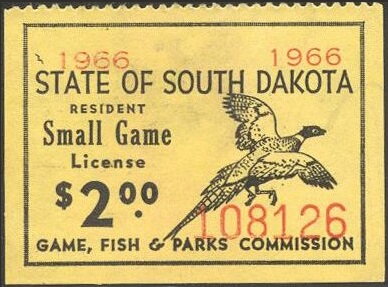 1966 1966
STATE OF SOUTH DAKOTA
RESIDENT
Small Game
License
$2.00
108126
GAME, FISH & PARKS COMMISSION